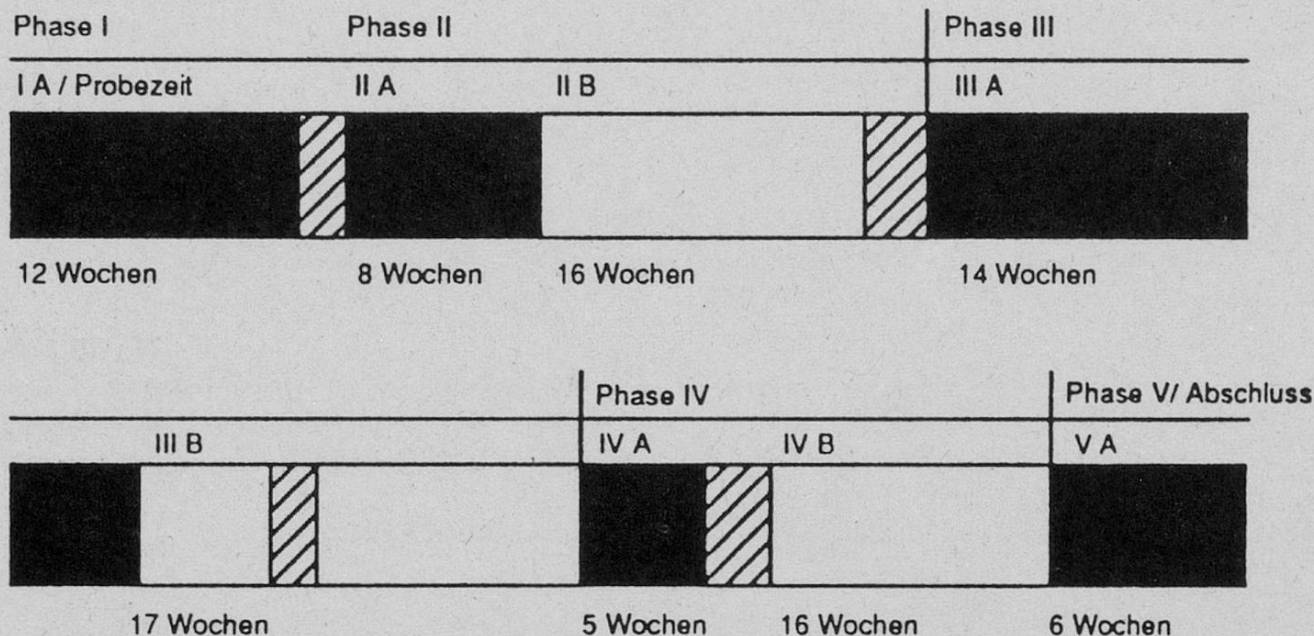 Phase I Phase II Phase III
I A / Probezeit II A II B III A
12 Wochen 8 Wochen 16 Wochen 14 Wochen
Phase IV Phase V/ Abschluss
III B IV A IV B V A
17 Wochen 5 Wochen 16 Wochen 6 Wochen